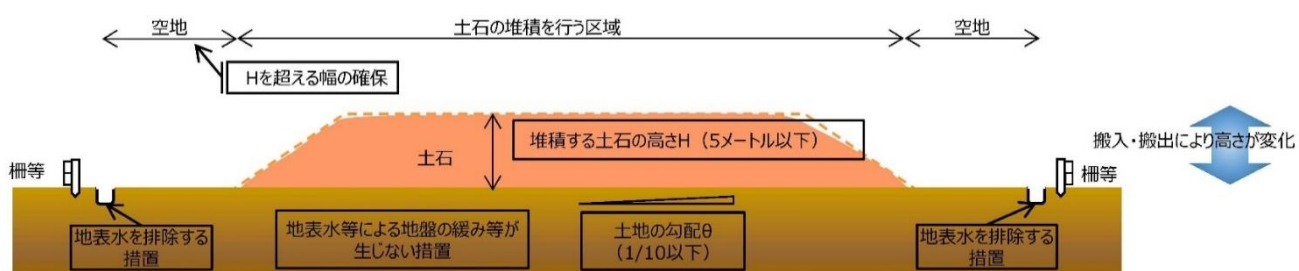 空地
土石の堆積を行う区域
空地
Hを超える幅の確保
堆積する土石の高さH（5メートル以下）
土石
搬入・搬出により高さが変化
柵等
柵等
地表水を排除する
措置
地表水等による地盤の緩み等が
生じない措置
土地の勾配θ
（1/10以下）
地表水を排除する
措置